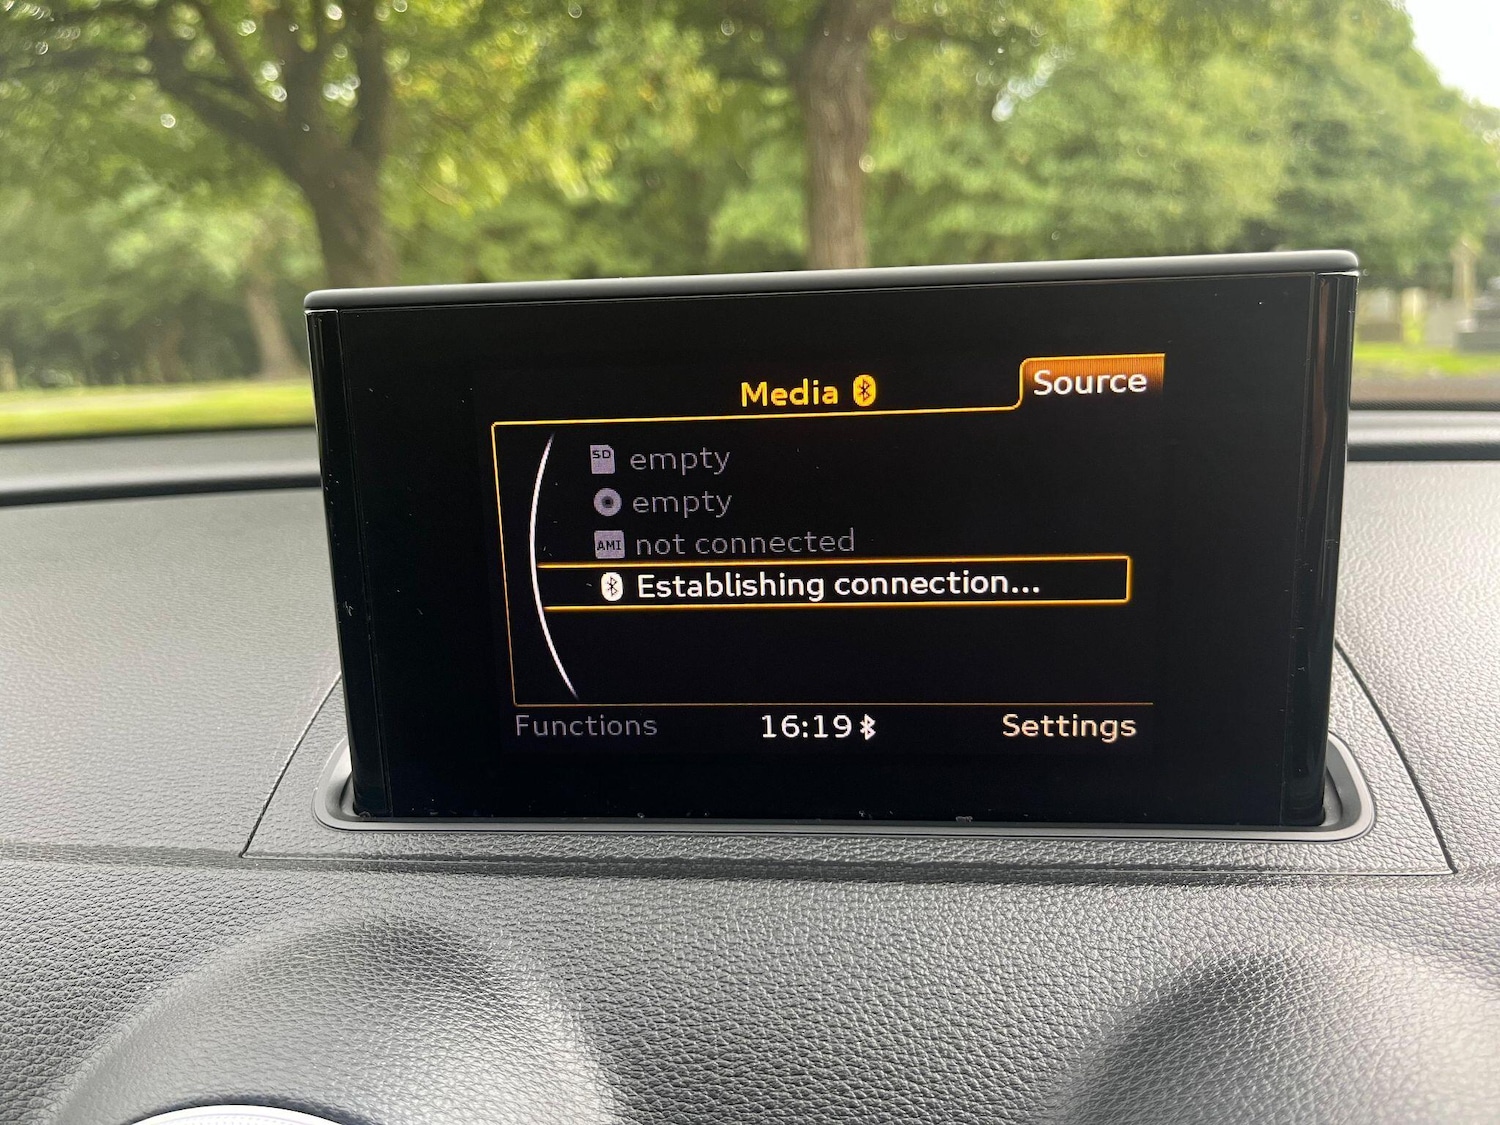 Media
Source
SD empty
empty
AMI not connected
Establishing connection...
Functions 16:19 Settings